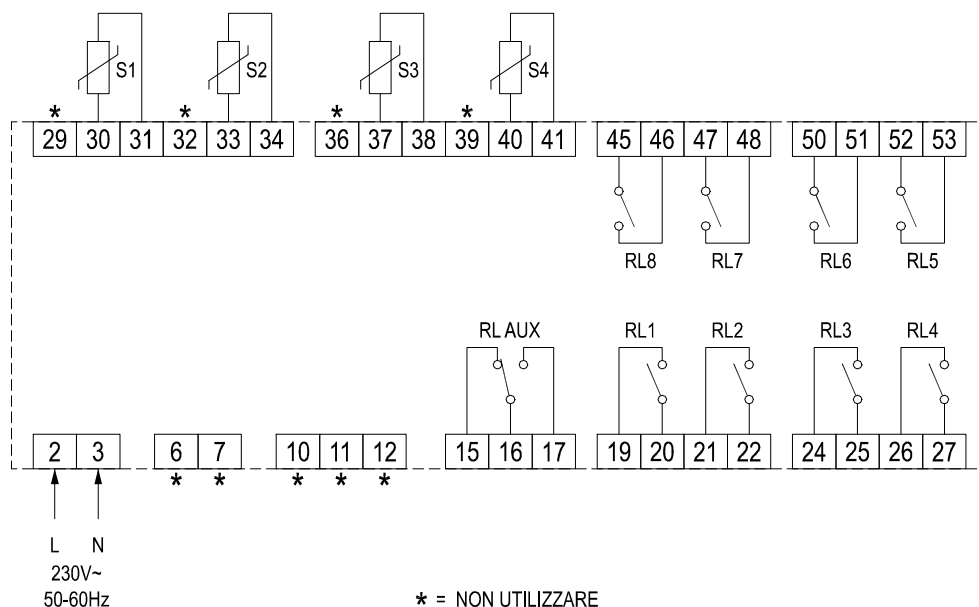 S1 S2 S3 S4
* * * *
29 30 31 32 33 34 36 37 38 39 40 41 45 46 47 48 50 51 52 53
RL8 RL7 RL6 RL5
RL AUX RL1 RL2 RL3 RL4
2 3 6 7 10 11 12 15 16 17 19 20 21 22 24 25 26 27
* * * * *
L N
230V~
50-60Hz
* = NON UTILIZZARE